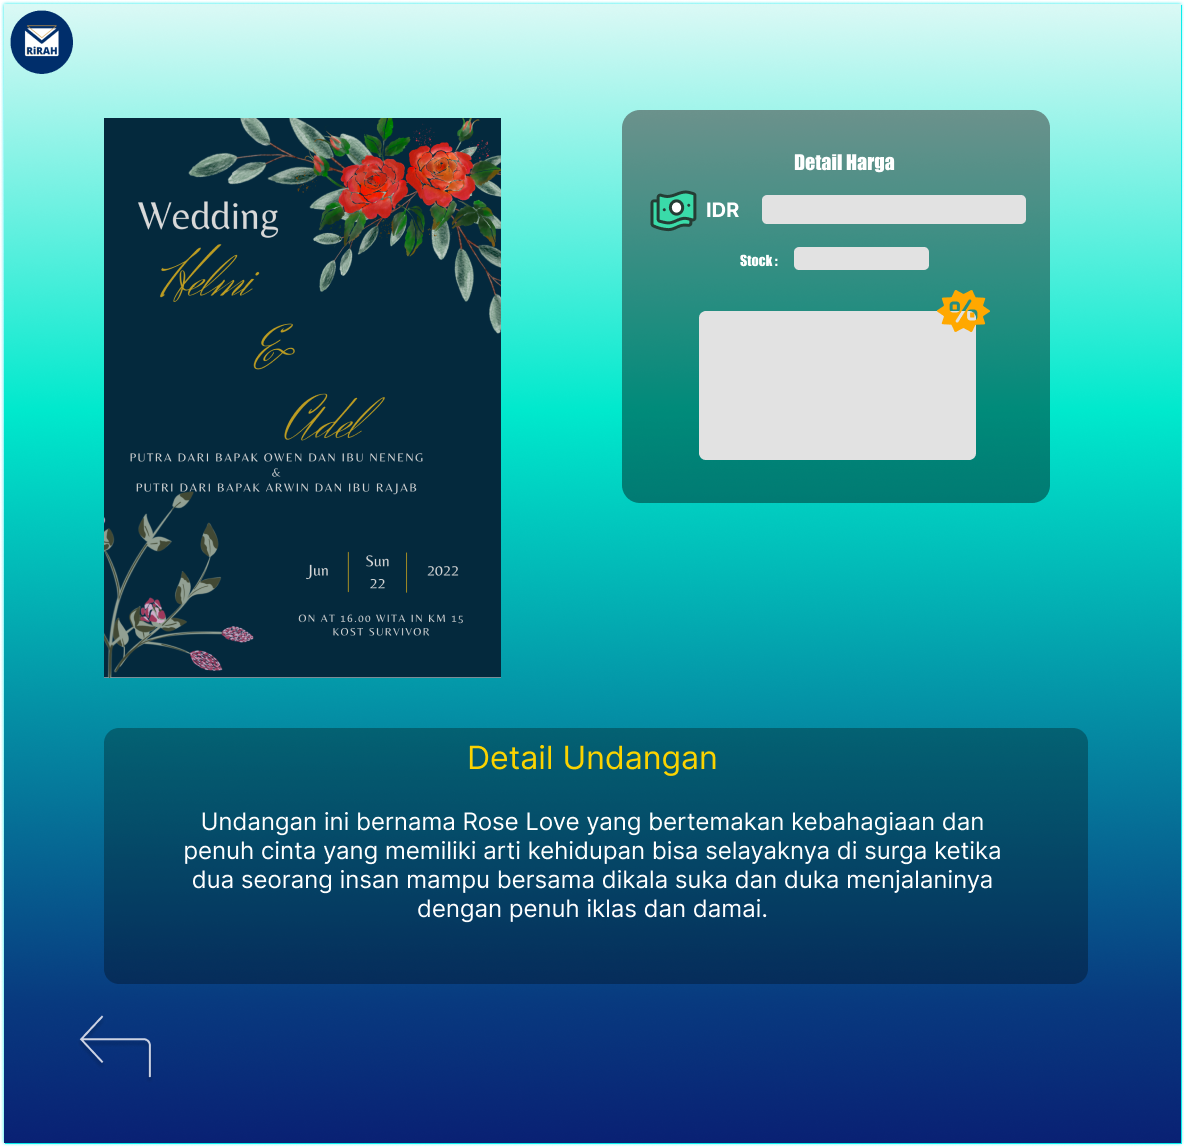 RiRAH
Wedding
Helmi
&
Adel
PUTRA DARI BAPAK OWEN DAN IBU NENENG
&
PUTRI DARI BAPAK ARWIN DAN IBU RAJAB
Jun
Sun
22
2022
ON AT 16.00 WITA IN KM 15
KOST SURVIVOR
Detail Harga
IDR
Stock :
%
Detail Undangan
Undangan ini bernama Rose Love yang bertemakan kebahagiaan dan
penuh cinta yang memiliki arti kehidupan bisa selayaknya di surga ketika
dua seorang insan mampu bersama dikala suka dan duka menjalaninya
dengan penuh iklas dan damai.